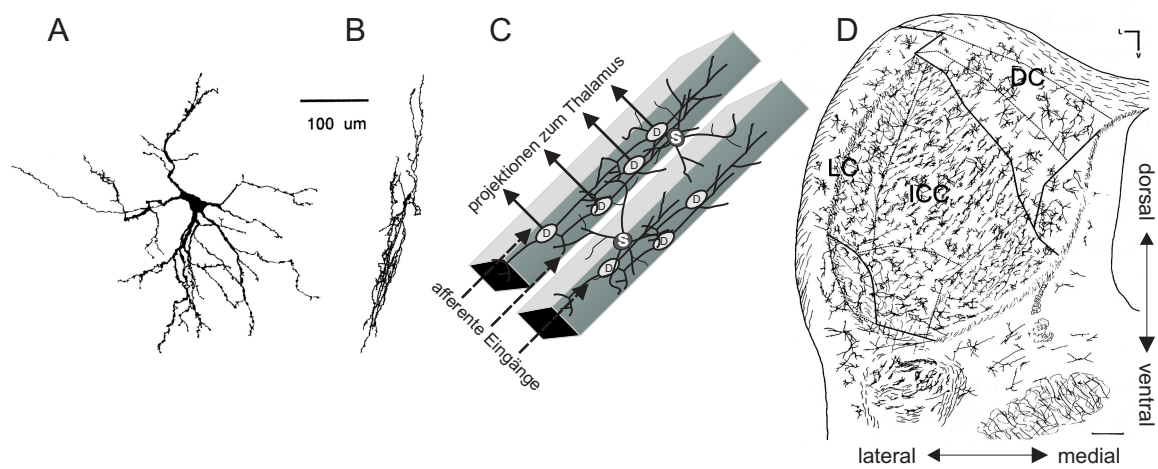 A
B
C
D
100 um
projektionen zum Thalamus
afferente Eingänge
D
D
D
D
D
D
D
S
S
DC
LC
ICC
L
V
dorsal
ventral
lateral
medial